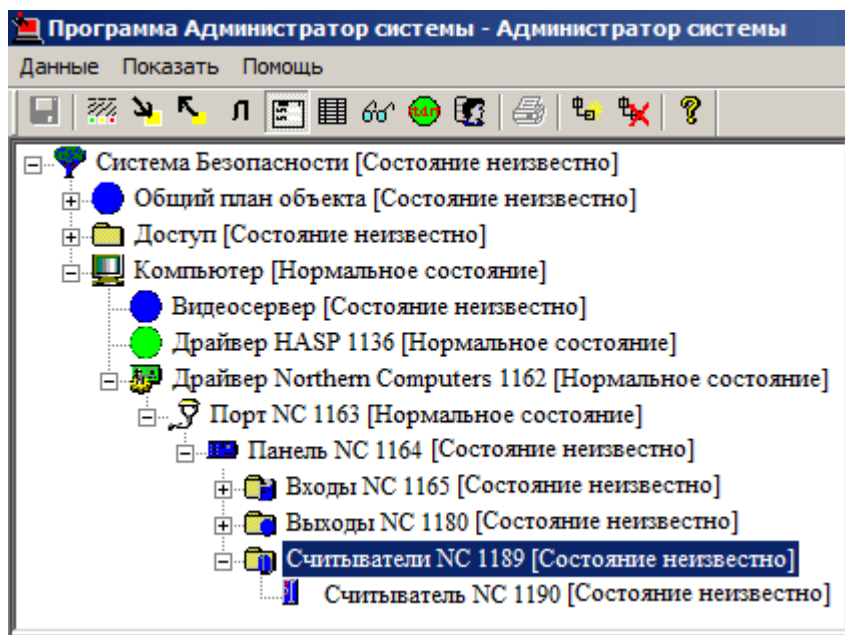 Программа Администратор системы - Администратор системы
Данные Показать Помощь
Л
Система Безопасности [Состояние неизвестно]
Общий план объекта [Состояние неизвестно]
Доступ [Состояние неизвестно]
Компьютер [Нормальное состояние]
Видеосервер [Состояние неизвестно]
Драйвер HASP 1136 [Нормальное состояние]
Драйвер Northern Computers 1162 [Нормальное состояние]
Порт NC 1163 [Нормальное состояние]
Панель NC 1164 [Состояние неизвестно]
Входы NC 1165 [Состояние неизвестно]
Выходы NC 1180 [Состояние неизвестно]
Считыватели NC 1189 [Состояние неизвестно]
Считыватель NC 1190 [Состояние неизвестно]